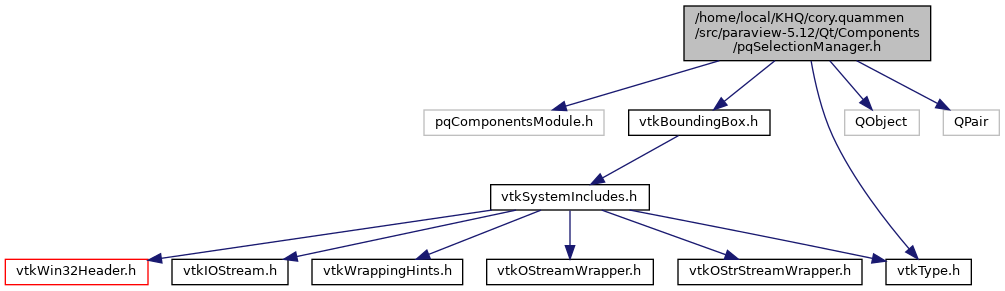 /home/local/KHQ/cory.quammen
/src/paraview-5.12/Qt/Components
/pqSelectionManager.h
pqComponentsModule.h
vtkBoundingBox.h
QObject
QPair
vtkSystemIncludes.h
vtkWin32Header.h
vtkIOStream.h
vtkWrappingHints.h
vtkOStreamWrapper.h
vtkOStrStreamWrapper.h
vtkType.h